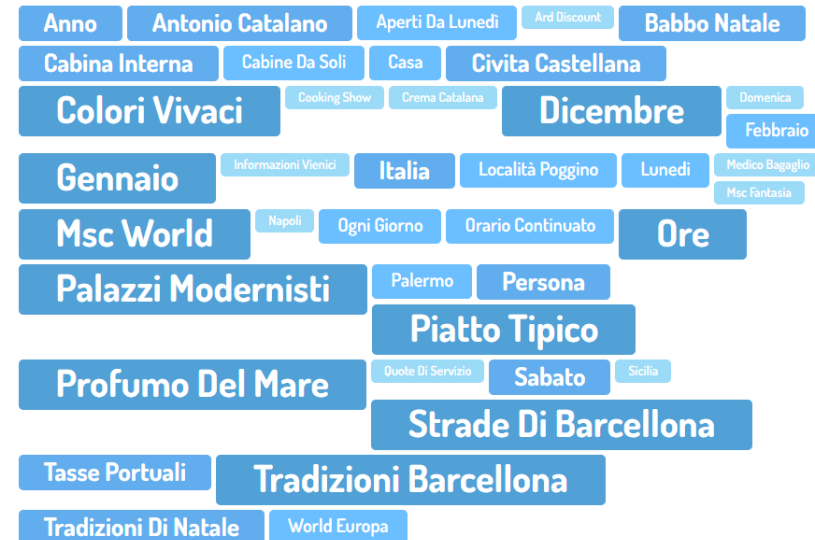 Anno Antonio Catalano Aperti Da Lunedì Ard Discount Babbo Natale
Cabina Interna Cabine Da Soli Casa Civita Castellana
Colori Vivaci Cooking Show Crema Catalana Dicembre Domenica
Febbraio
Gennaio Informazioni Vienici Italia Località Poggino Lunedi Medico Bagaglio
Msc Fantasia
Msc World Napoli Ogni Giorno Orario Continuato Ore
Palazzi Modernisti Palermo Persona
Piatto Tipico
Profumo Del Mare Quote Di Servizio Sabato Sicilia
Strade Di Barcellona
Tasse Portuali Tradizioni Barcellona
Tradizioni Di Natale World Europa